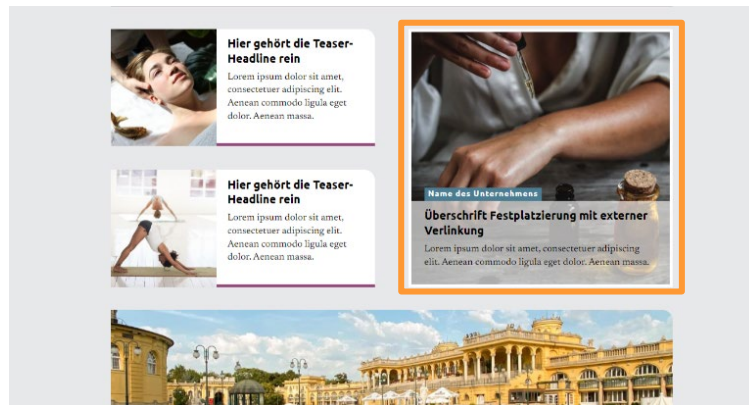 Hier gehört die Teaser-
Headline rein
Lorem ipsum dolor sit amet,
consectetuer adipiscing elit.
Aenean commodo ligula eget
dolor. Aenean massa.
Hier gehört die Teaser-
Headline rein
Lorem ipsum dolor sit amet,
consectetuer adipiscing elit.
Aenean commodo ligula eget
dolor. Aenean massa.
Name des Unternehmens
Überschrift Festplatzierung mit externer
Verlinkung
Lorem ipsum dolor sit amet, consectetuer adipiscing
elit. Aenean commodo ligula eget dolor. Aenean massa.